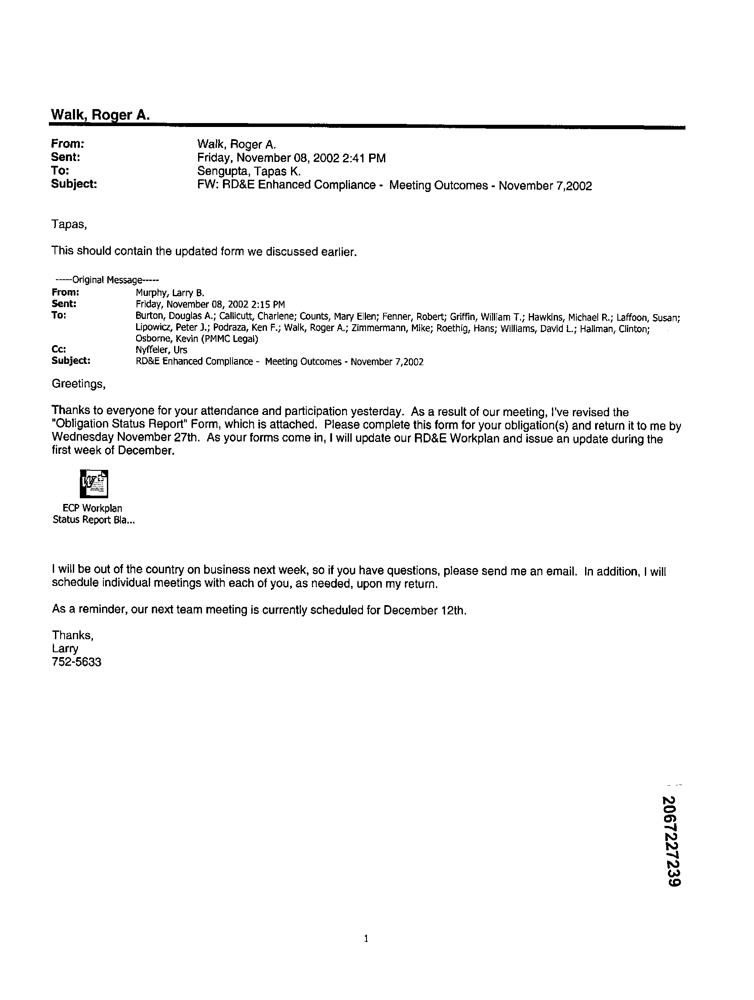 Walk, Roger A.
From: Walk, Roger A.
Sent: Friday, November 08, 2002 2:41 PM
To: Sengupta, Tapas K.
Subject: FW: RD&E Enhanced Compliance - Meeting Outcomes - November 7,2002
Tapas,
This should contain the updated form we discussed earlier.
-----Original Message-----
From: Murphy, Larry B.
Sent: Friday, November 08, 2002 2:15 PM
To: Burton, Douglas A.; Callicutt, Charlene; Counts, Mary Ellen; Fenner, Robert; Griffin, William T.; Hawkins, Michael R.; Laffoon, Susan;
Lipowicz, Peter J.; Podraza, Ken F.; Walk, Roger A.; Zimmermann, Mike; Roethig, Hans; Williams, David L.; Hallman, Clinton;
Osborne, Kevin (PMMC Legal)
Cc: Nyffeler, Urs
Subject: RD&E Enhanced Compliance - Meeting Outcomes - November 7,2002
Greetings,
Thanks to everyone for your attendance and participation yesterday. As a result of our meeting, I've revised the
"Obligation Status Report" Form, which is attached. Please complete this form for your obligation(s) and return it to me by
Wednesday November 27th. As your forms come in, I will update our RD&E Workplan and issue an update during the
first week of December.
ECP Workplan
Status Report Bla...
I will be out of the country on business next week, so if you have questions, please send me an email. In addition, I will
schedule individual meetings with each of you, as needed, upon my return.
As a reminder, our next team meeting is currently scheduled for December 12th.
Thanks,
Larry
752-5633
2067227239
1